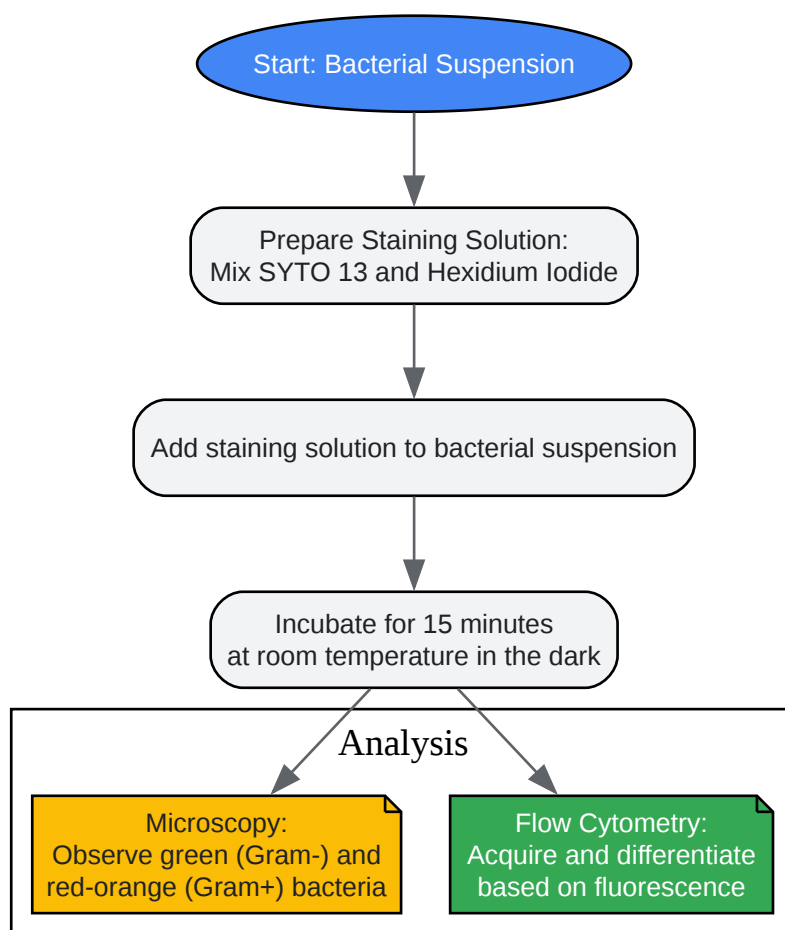 Start: Bacterial Suspension
Prepare Staining Solution:
Mix SYTO 13 and Hexidium Iodide
Add staining solution to bacterial suspension
Incubate for 15 minutes
at room temperature in the dark
Analysis
Microscopy:
Observe green (Gram-) and
red-orange (Gram+) bacteria
Flow Cytometry:
Acquire and differentiate
based on fluorescence